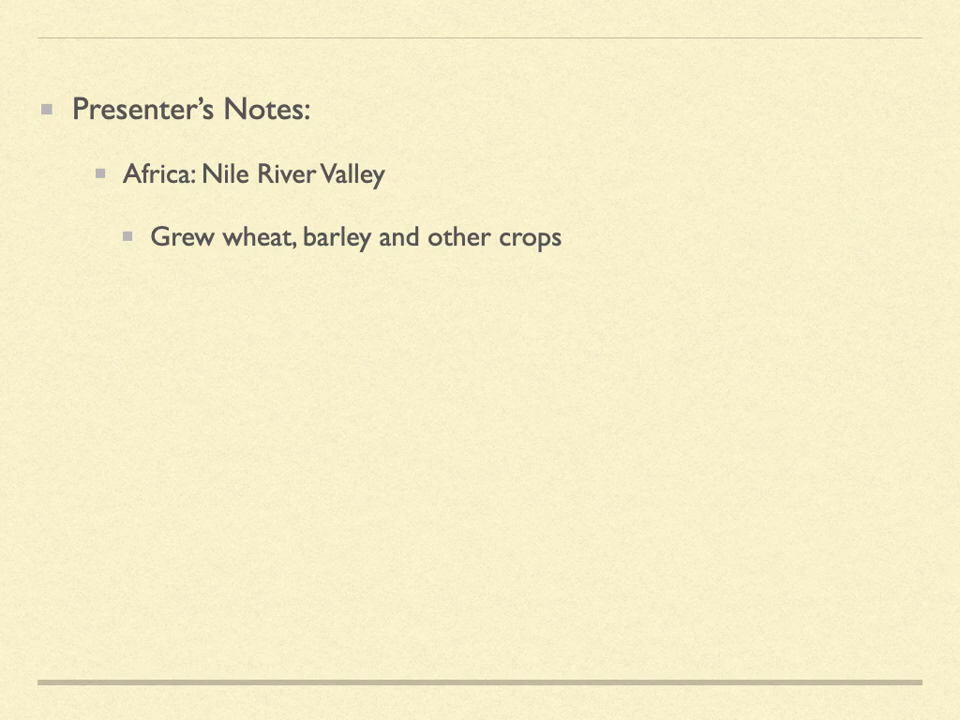 Presenter’s Notes:
Africa: Nile River Valley
Grew wheat, barley and other crops